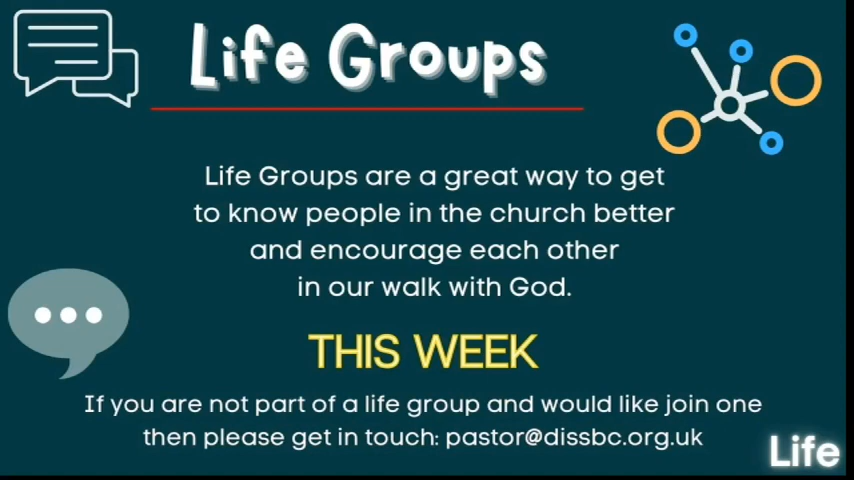 Life Groups
Life Groups are a great way to get
to know people in the church better
and encourage each other
in our walk with God.
THIS WEEK
If you are not part of a life group and would like join one
then please get in touch: pastor@dissbc.org.uk
Life